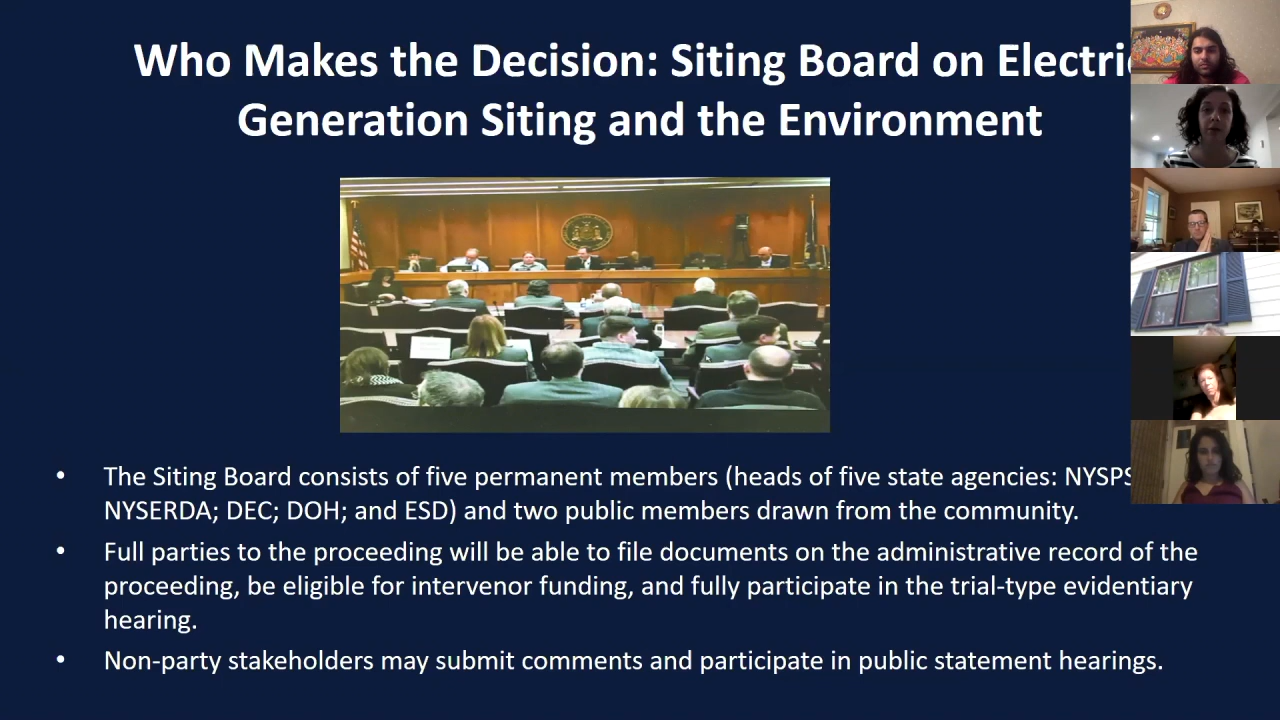 Who Makes the Decision: Siting Board on Electri
Generation Siting and the Environment
• The Siting Board consists of five permanent members (heads of five state agencies: NYPS
NYSERDA; DEC; DOH; and ESD) and two public members drawn from the community.
• Full parties to the proceeding will be able to file documents on the administrative record of the
proceeding, be eligible for intervenor funding, and fully participate in the trial-type evidentiary
hearing.
• Non-party stakeholders may submit comments and participate in public statement hearings.